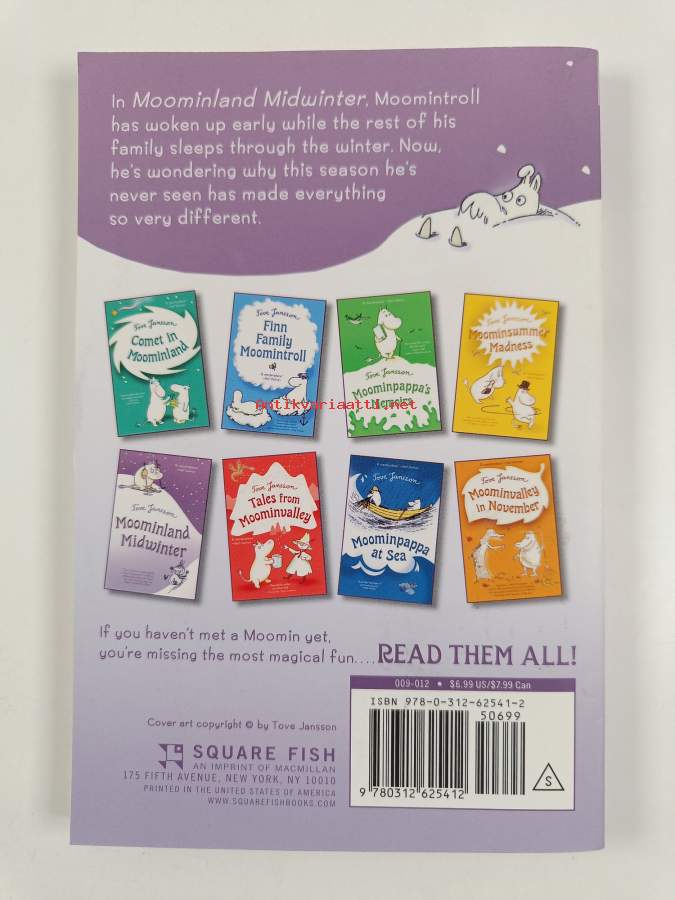 In Moominland Midwinter, Moomintroll
has woken up early while the rest of his
family sleeps through the winter. Now,
he's wondering why this season he's
never seen has made everything
so very different.
Tove Jansson
Comet in
Moominland
Tove Jansson
Finn
Family
Moomintroll
Tove Jansson
Moominpappa's
Memoirs
Tove Jansson
Moominsummer
Madness
antikvariaatti.net
Tove Jansson
Moominland
Midwinter
Tove Jansson
Tales from
Moominvalley
Tove Jansson
Moominpappa
at Sea
Tove Jansson
Moominvalley
in November
If you haven't met a Moomin yet,
you're missing the most magical fun.... READ THEM ALL!
009-012 • $6.99 US/$7.99 Can
ISBN 978-0-312-62541-2
50699
9 780312 625412
S
Cover art copyright © by Tove Jansson
SQUARE FISH
AN IMPRINT OF MACMILLAN
175 FIFTH AVENUE, NEW YORK, NY 10010
PRINTED IN THE UNITED STATES OF AMERICA
WWW.SQUAREFISHBOOKS.COM